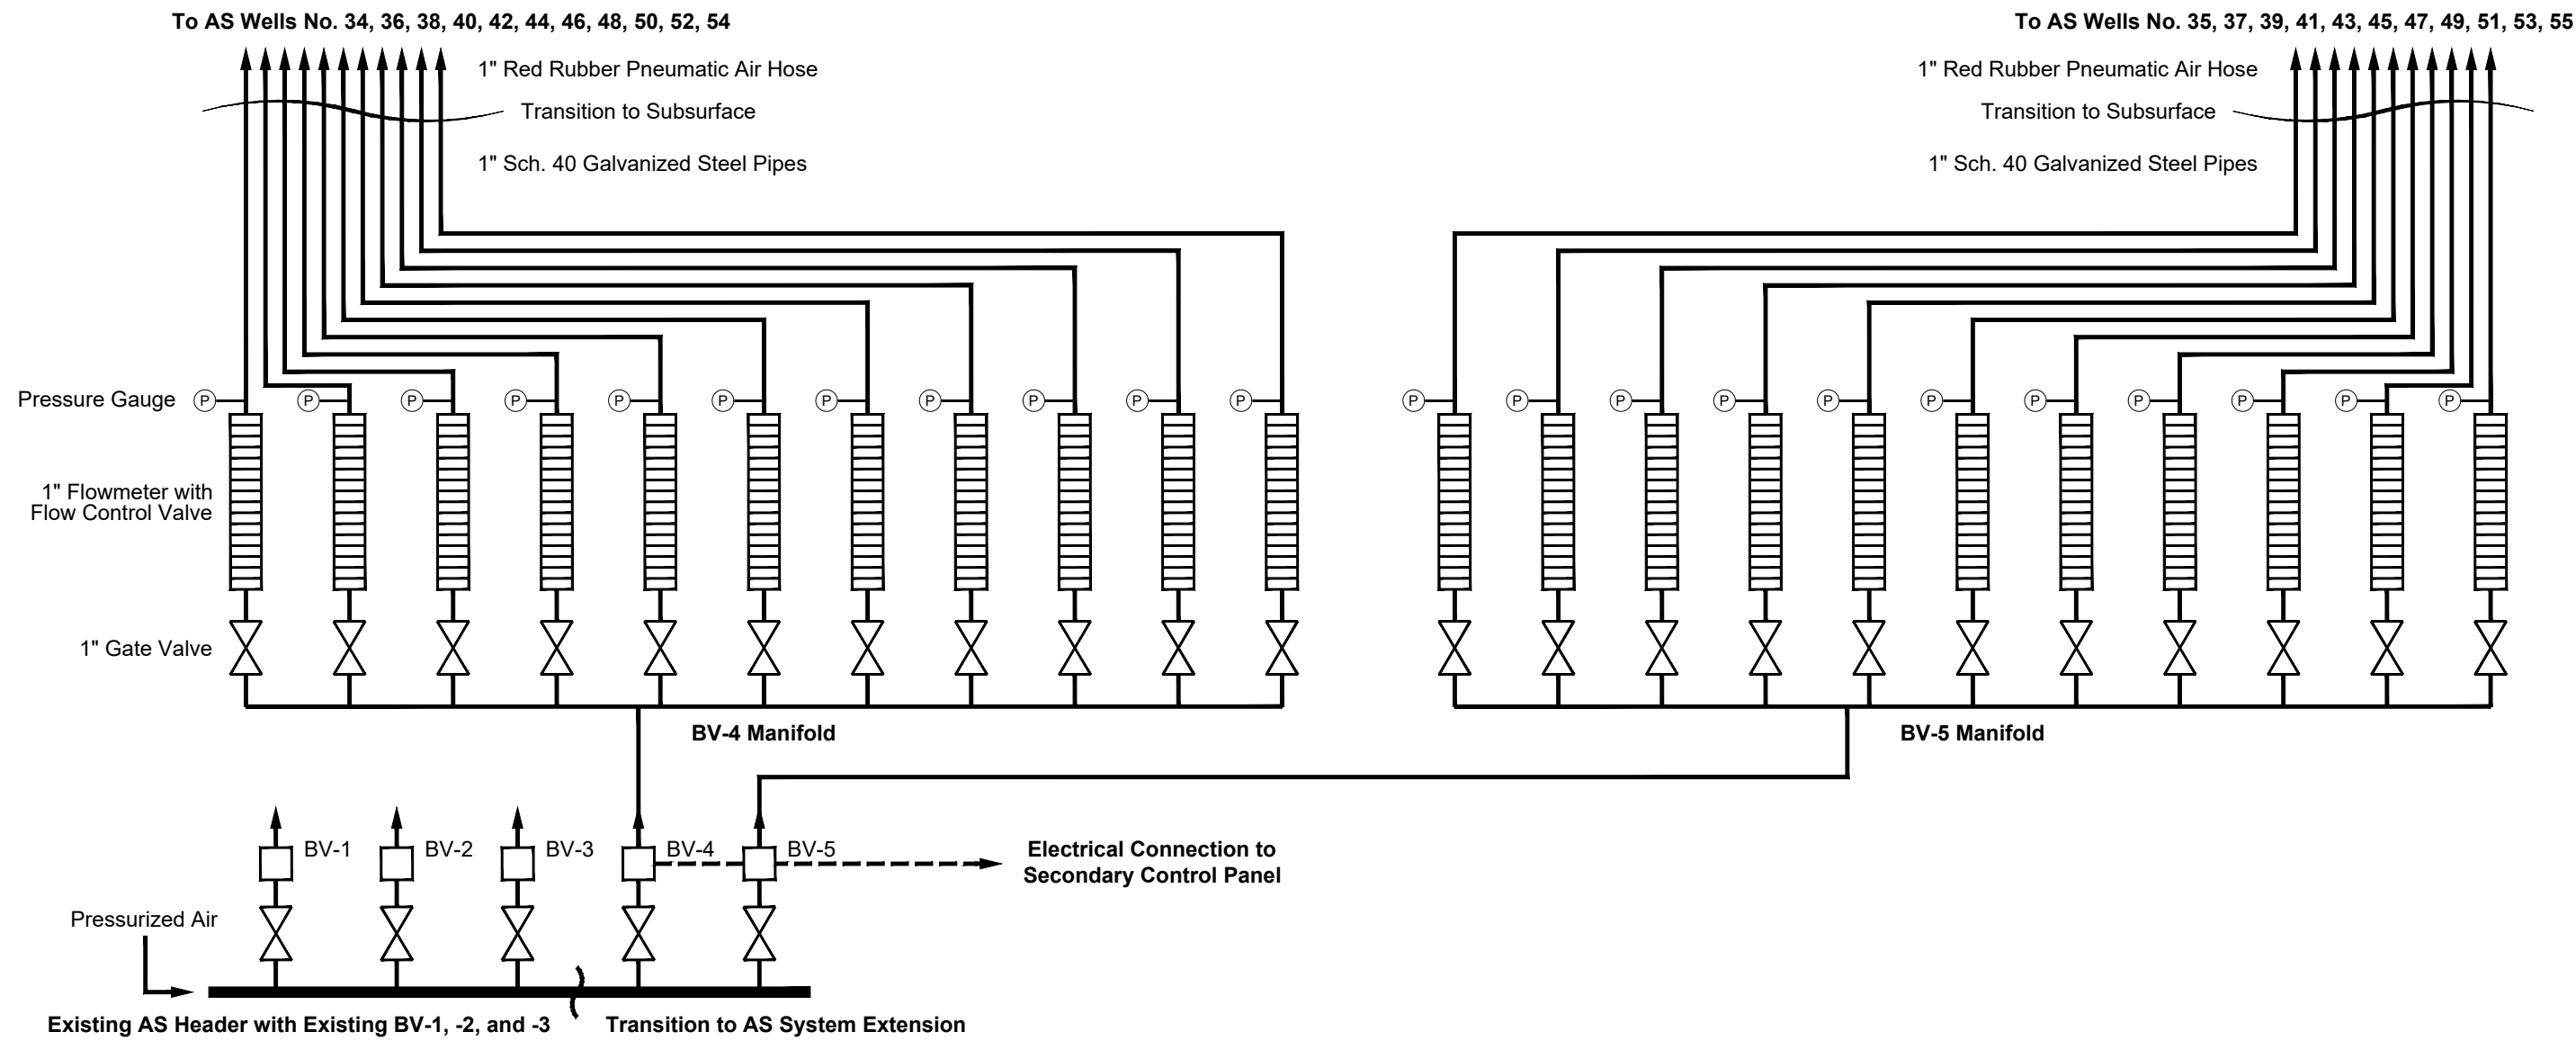 To AS Wells No. 34, 36, 38, 40, 42, 44, 46, 48, 50, 52, 54
To AS Wells No. 35, 37, 39, 41, 43, 45, 47, 49, 51, 53, 55
1" Red Rubber Pneumatic Air Hose
1" Red Rubber Pneumatic Air Hose
Transition to Subsurface
Transition to Subsurface
1" Sch. 40 Galvanized Steel Pipes
1" Sch. 40 Galvanized Steel Pipes
Pressure Gauge P P P P P P P P P P P P P P P P P P P P P P
1" Flowmeter with
Flow Control Valve
1" Gate Valve
BV-4 Manifold
BV-5 Manifold
BV-1 BV-2 BV-3 BV-4 BV-5
Electrical Connection to
Secondary Control Panel
Pressurized Air
Existing AS Header with Existing BV-1, -2, and -3
Transition to AS System Extension